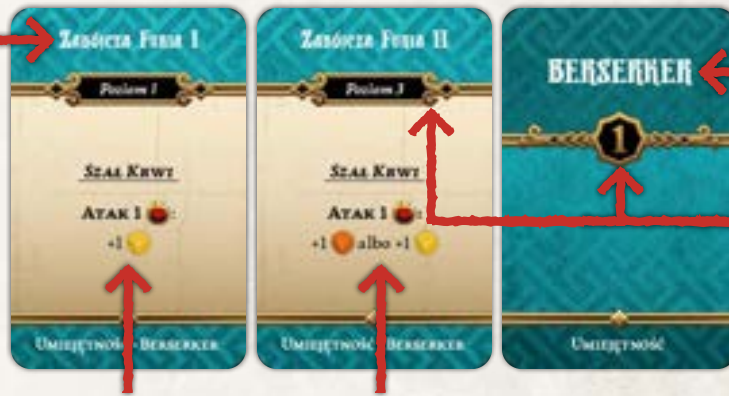 Zabójcza Furia I
Poziom 1
Szał Krwi
Atak 1 :
+1
Umiejętność - Berserker
Zabójcza Furia II
Poziom 3
Szał Krwi
Atak 1 :
+1 albo +1
Umiejętność - Berserker
BERSERKER
1
Umiejętność